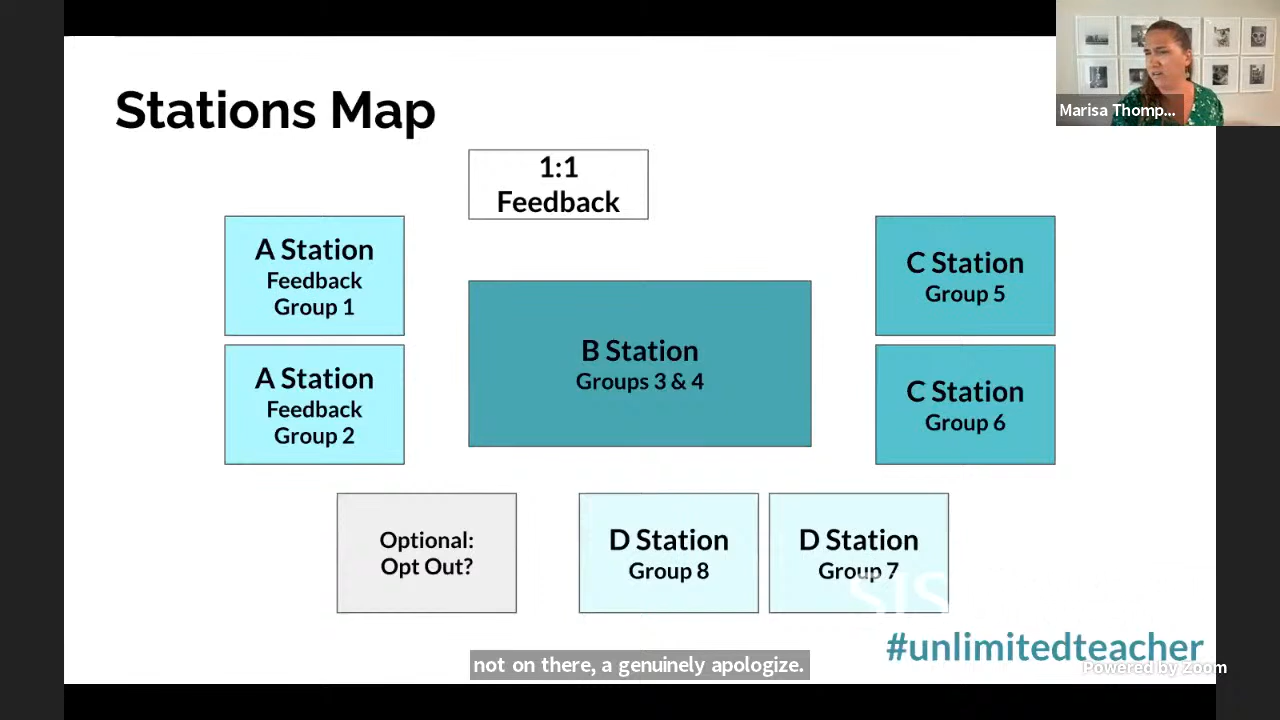 Stations Map
Marisa Thomp...
1:1
Feedback
A Station
Feedback
Group 1
C Station
Group 5
B Station
Groups 3 & 4
A Station
Feedback
Group 2
C Station
Group 6
Optional:
Opt Out?
D Station
Group 8
D Station
Group 7
SIS
#unlimitedteacher
not on there, a genuinely apologize.
Powered by Zoom